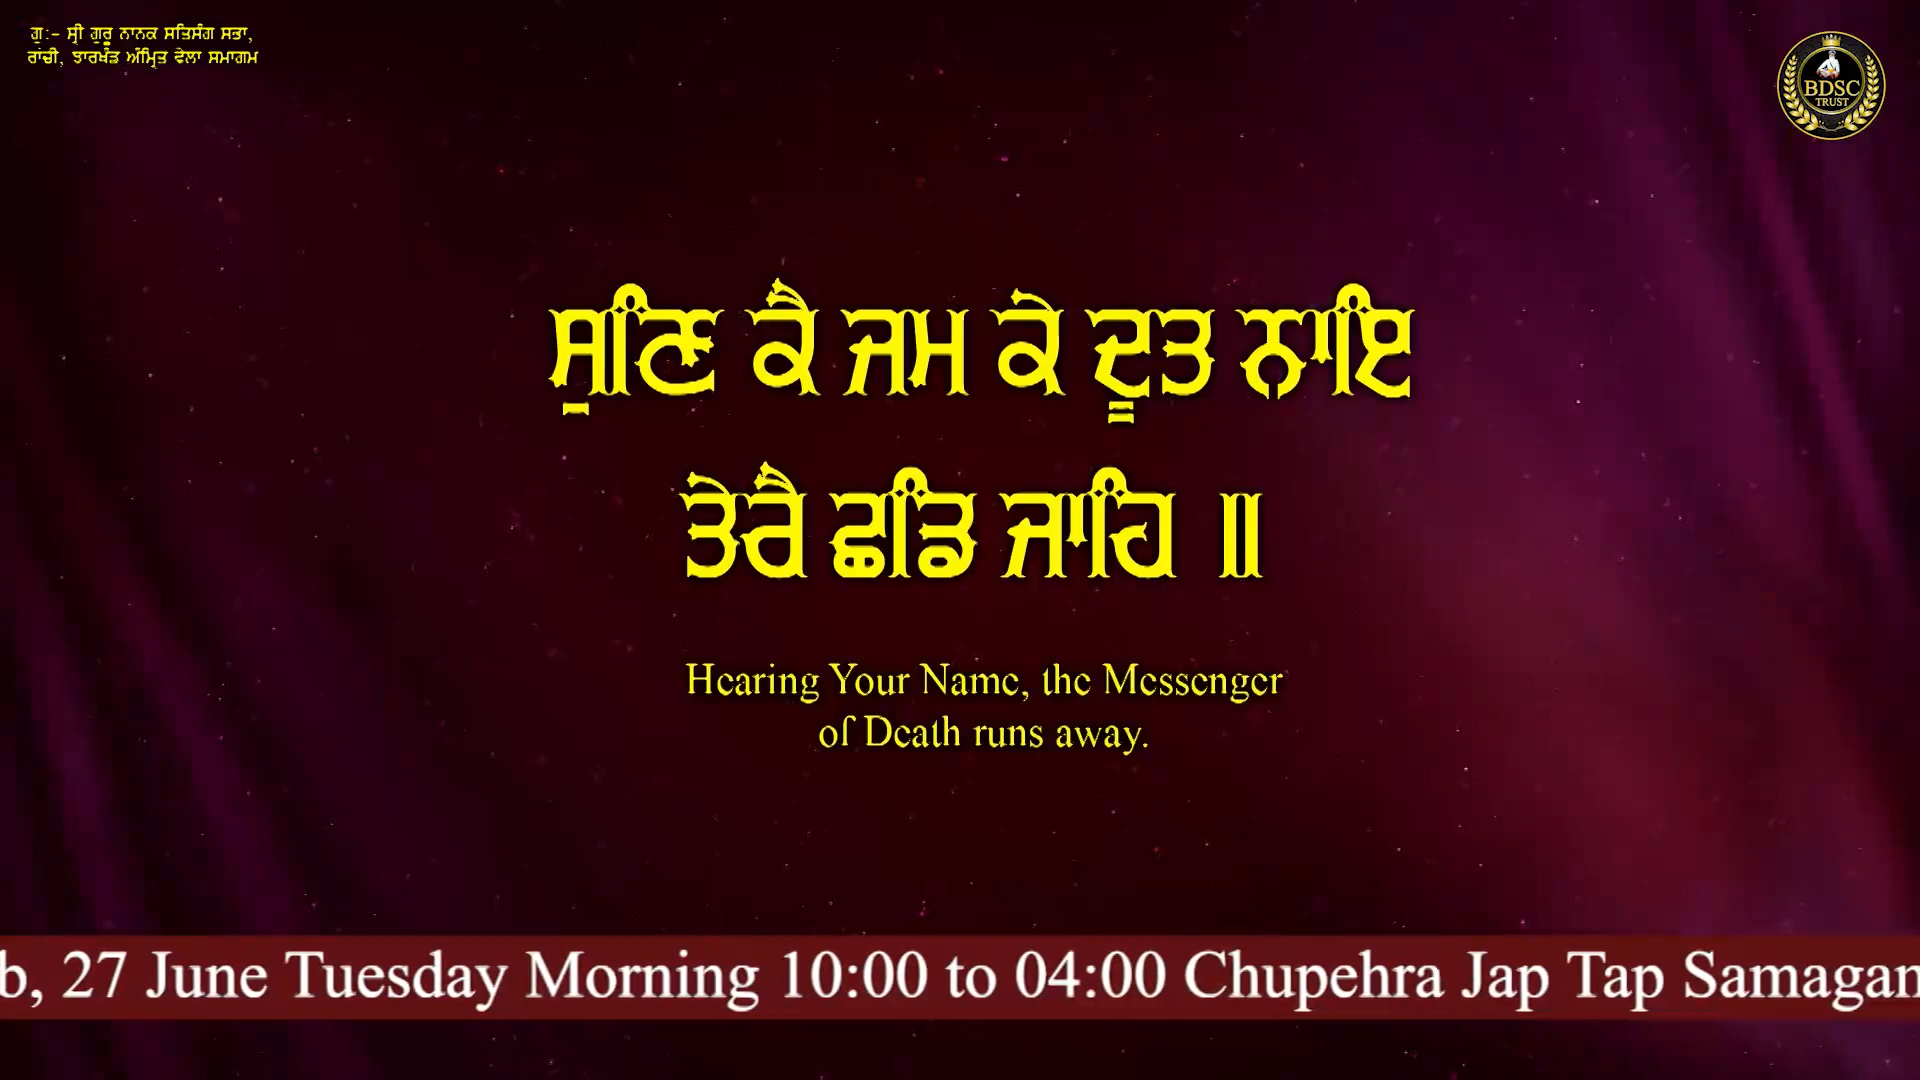 ਗੁ:- ਸ੍ਰੀ ਗੁਰੂ ਨਾਨਕ ਸਤਿਸੰਗ ਸਭਾ,
ਰਾਂਚੀ, ਝਾਰਖੰਡ ਅੰਮ੍ਰਿਤ ਵੇਲਾ ਸਮਾਗਮ
BDSC
TRUST
ਸੁਣਿ ਕੈ ਜਮ ਕੇ ਦੂਤ ਨਾਇ
ਤੇਰੈ ਛਡਿ ਜਾਹਿ ॥
Hearing Your Name, the Messenger
of Death runs away.
b, 27 June Tuesday Morning 10:00 to 04:00 Chupehra Jap Tap Samagam